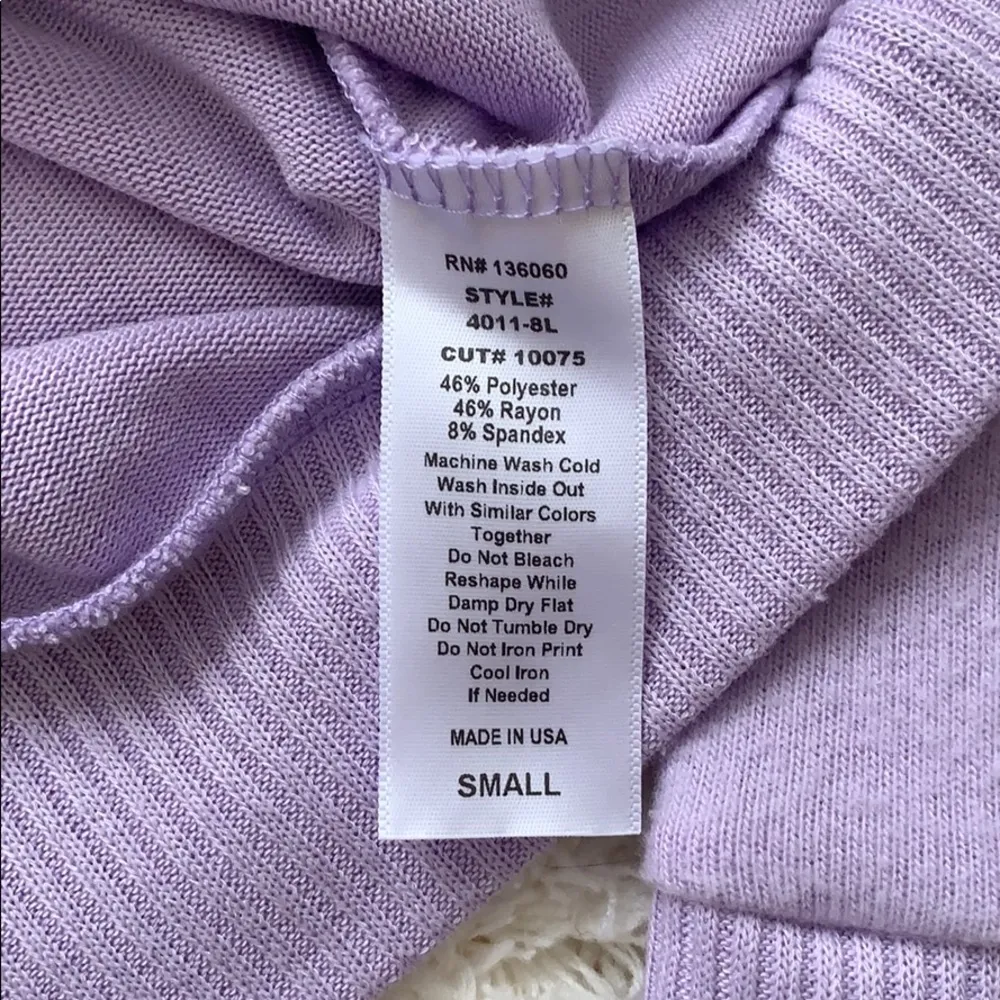 RN# 136060
STYLE#
4011-8L
CUT# 10075
46% Polyester
46% Rayon
8% Spandex
Machine Wash Cold
Wash Inside Out
With Similar Colors
Together
Do Not Bleach
Reshape While
Damp Dry Flat
Do Not Tumble Dry
Do Not Iron Print
Cool Iron
If Needed
MADE IN USA
SMALL